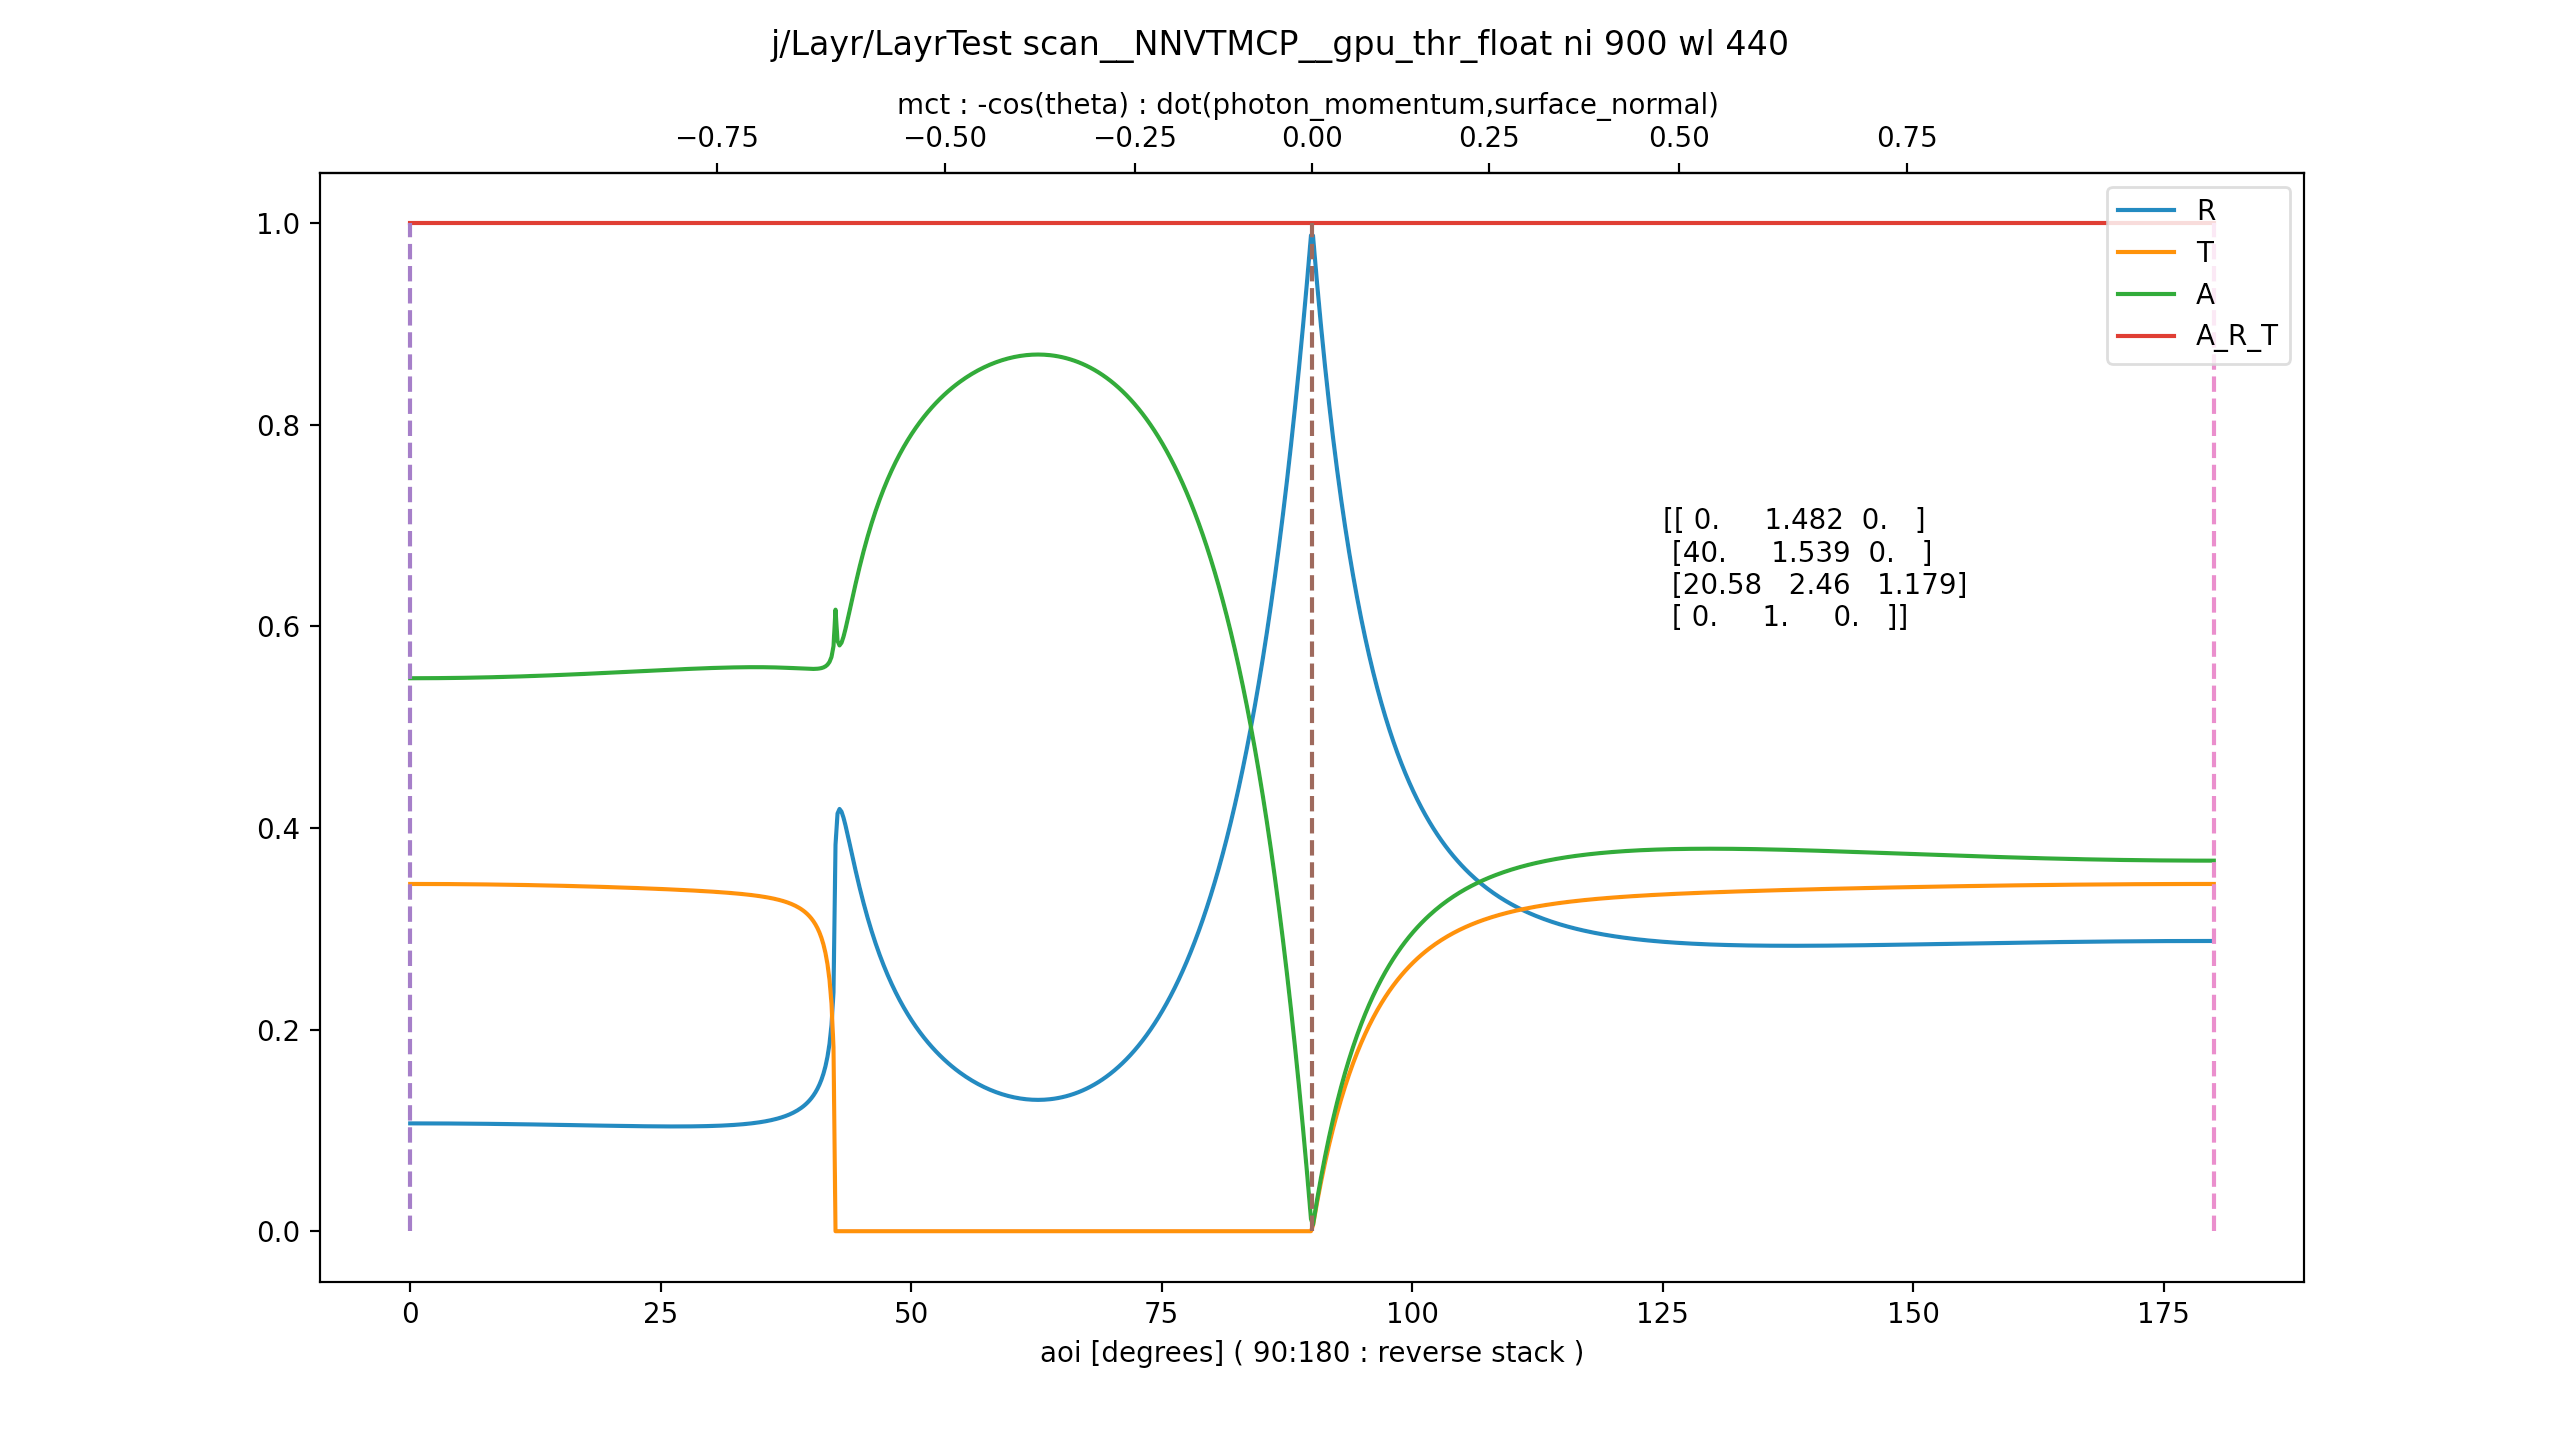 j/Layr/LayrTest scan__NNVTMCP__gpu_thr_float ni 900 wl 440
mct : -cos(theta) : dot(photon_momentum,surface_normal)
−0.75 −0.50 −0.25 0.00 0.25 0.50 0.75
R
T
A
A_R_T
1.0
0.8
0.6
0.4
0.2
0.0
[[ 0. 1.482 0. ]
[40. 1.539 0. ]
[20.58 2.46 1.179]
[ 0. 1. 0. ]]
0 25 50 75 100 125 150 175
aoi [degrees] ( 90:180 : reverse stack )